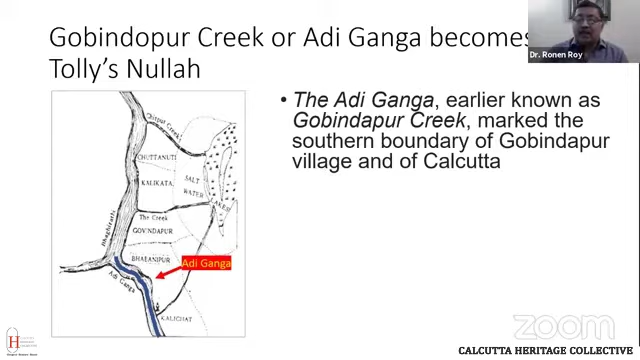 Gobindopur Creek or Adi Ganga becomes
Tolly's Nullah
Dr. Ronen Roy
• The Adi Ganga, earlier known as
Gobindapur Creek, marked the
southern boundary of Gobindapur
village and of Calcutta
Chitpur Creek
CHUTTANUTI
KALIKATA
SALT
WATER
LAKES
The Creek
GOVINDAPUR
Bhaghirathi
BHABANIPUR
Adi Ganga
Adi Ganga
KALIGHAT
H
zoom
CALCUTTA HERITAGE COLLECTIVE